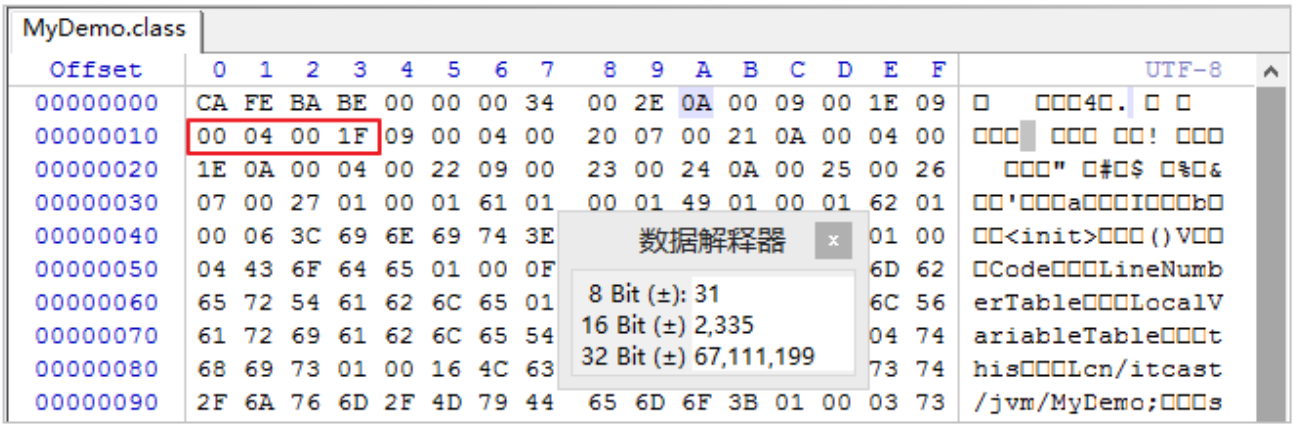 MyDemo.class
Offset 0 1 2 3 4 5 6 7 8 9 A B C D E F UTF-8
00000000 CA FE BA BE 00 00 00 34 00 2E 0A 00 09 00 1E 09 □ □□□4□. □ □
00000010 00 04 00 1F 09 00 04 00 20 07 00 21 0A 00 04 00 □□□ □□□ □□! □□□
00000020 1E 0A 00 04 00 22 09 00 23 00 24 0A 00 25 00 26 □□□" □#□$ □%□&
00000030 07 00 27 01 00 01 61 01 00 01 49 01 00 01 62 01 □□'□□□a□□□I□□□b□
00000040 00 06 3C 69 6E 69 74 3E 01 00 □□<init>□□□()V□□
00000050 04 43 6F 64 65 01 00 0F 6D 62 □Code□□□LineNumb
00000060 65 72 54 61 62 6C 65 01 6C 56 erTable□□□LocalV
00000070 61 72 69 61 62 6C 65 54 04 74 ariableTable□□□t
00000080 68 69 73 01 00 16 4C 63 73 74 his□□□Lcn/itcast
00000090 2F 6A 76 6D 2F 4D 79 44 65 6D 6F 3B 01 00 03 73 /jvm/MyDemo;□□□s
数据解释器 x
8 Bit (±): 31
16 Bit (±) 2,335
32 Bit (±) 67,111,199